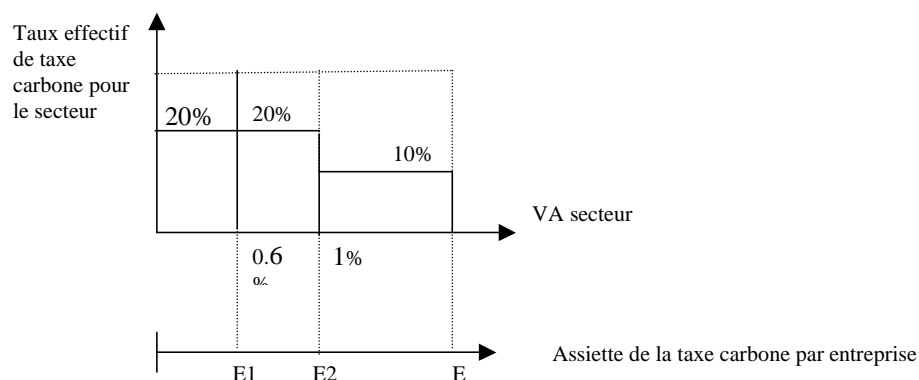 Taux effectif
de taxe
carbone pour
le secteur
20%
20%
10%
VA secteur
0.6
%
1%
Assiette de la taxe carbone par entreprise
E1
E2
E